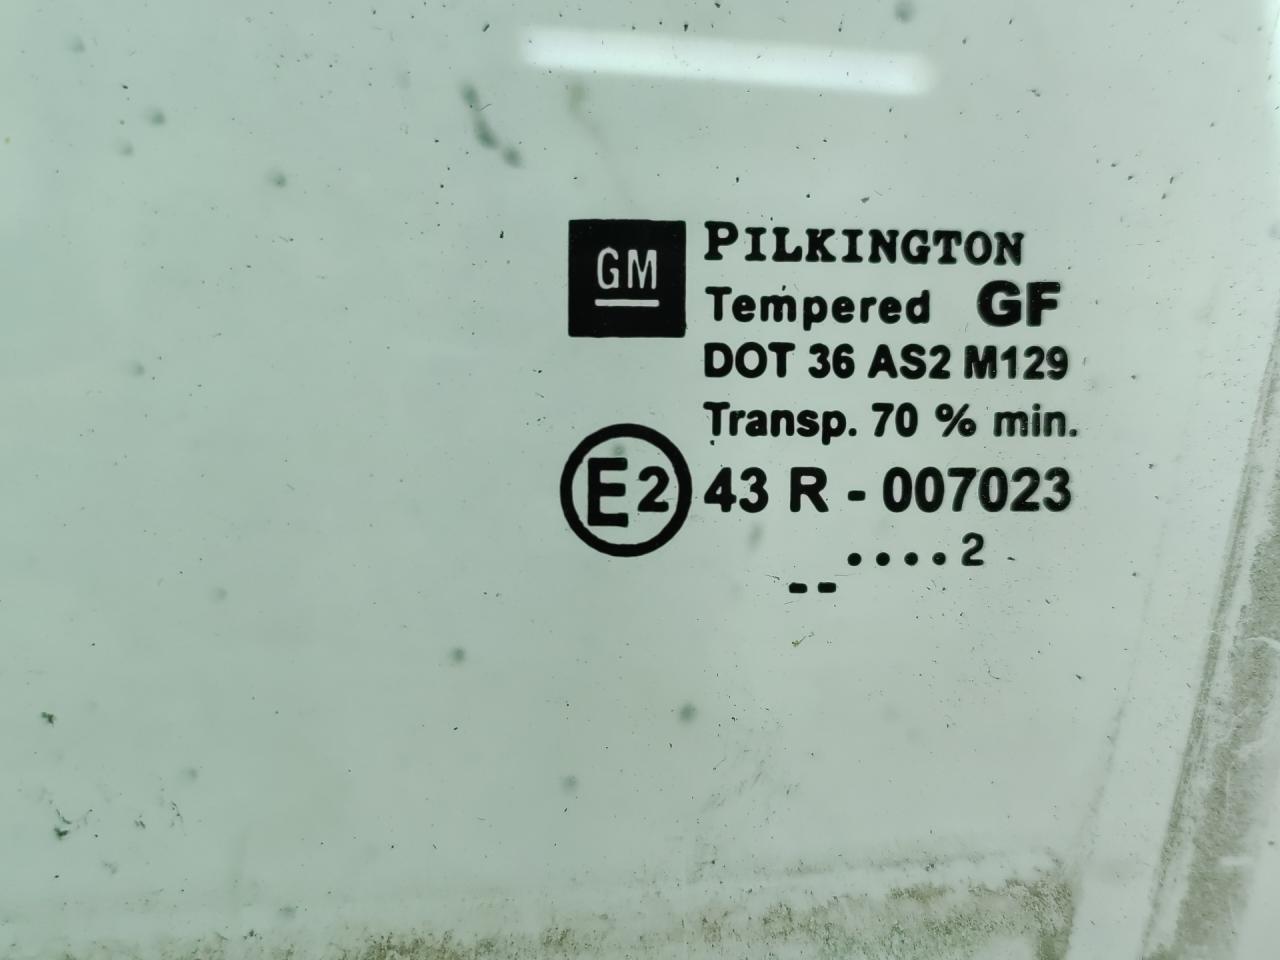 GM
PILKINGTON
Tempered GF
DOT 36 AS2 M129
Transp. 70 % min.
E2 43 R - 007023
....2
--